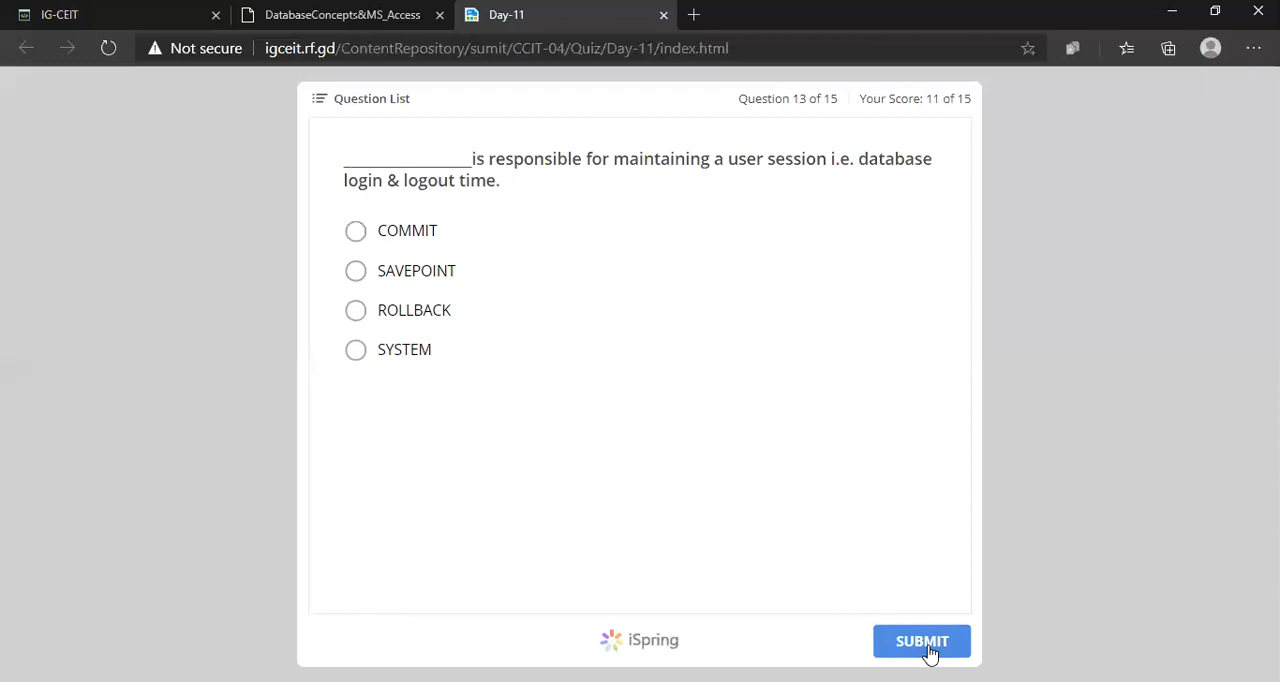 IG-CEIT
DatabaseConcepts&MS_Access
Day-11
Not secure
igceit.rf.gd/ContentRepository/sumit/CCIT-04/Quiz/Day-11/index.html
Question List
Question 13 of 15
Your Score: 11 of 15
________________is responsible for maintaining a user session i.e. database
login & logout time.
COMMIT
SAVEPOINT
ROLLBACK
SYSTEM
iSpring
SUBMIT